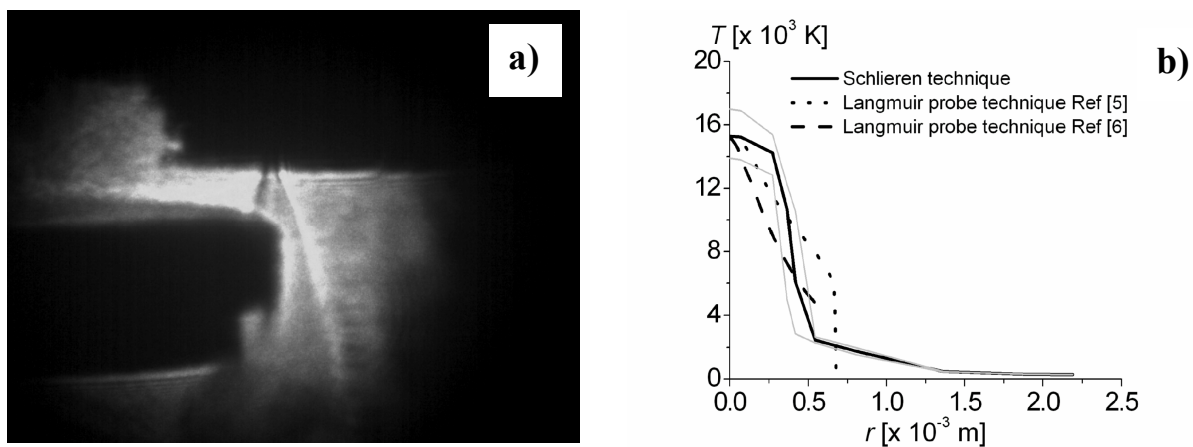 a)
b)
T [x 10³ K]
20
16
12
8
4
0
Schlieren technique
Langmuir probe technique Ref [5]
Langmuir probe technique Ref [6]
0.0
0.5
1.0
1.5
2.0
2.5
r [x 10⁻³ m]